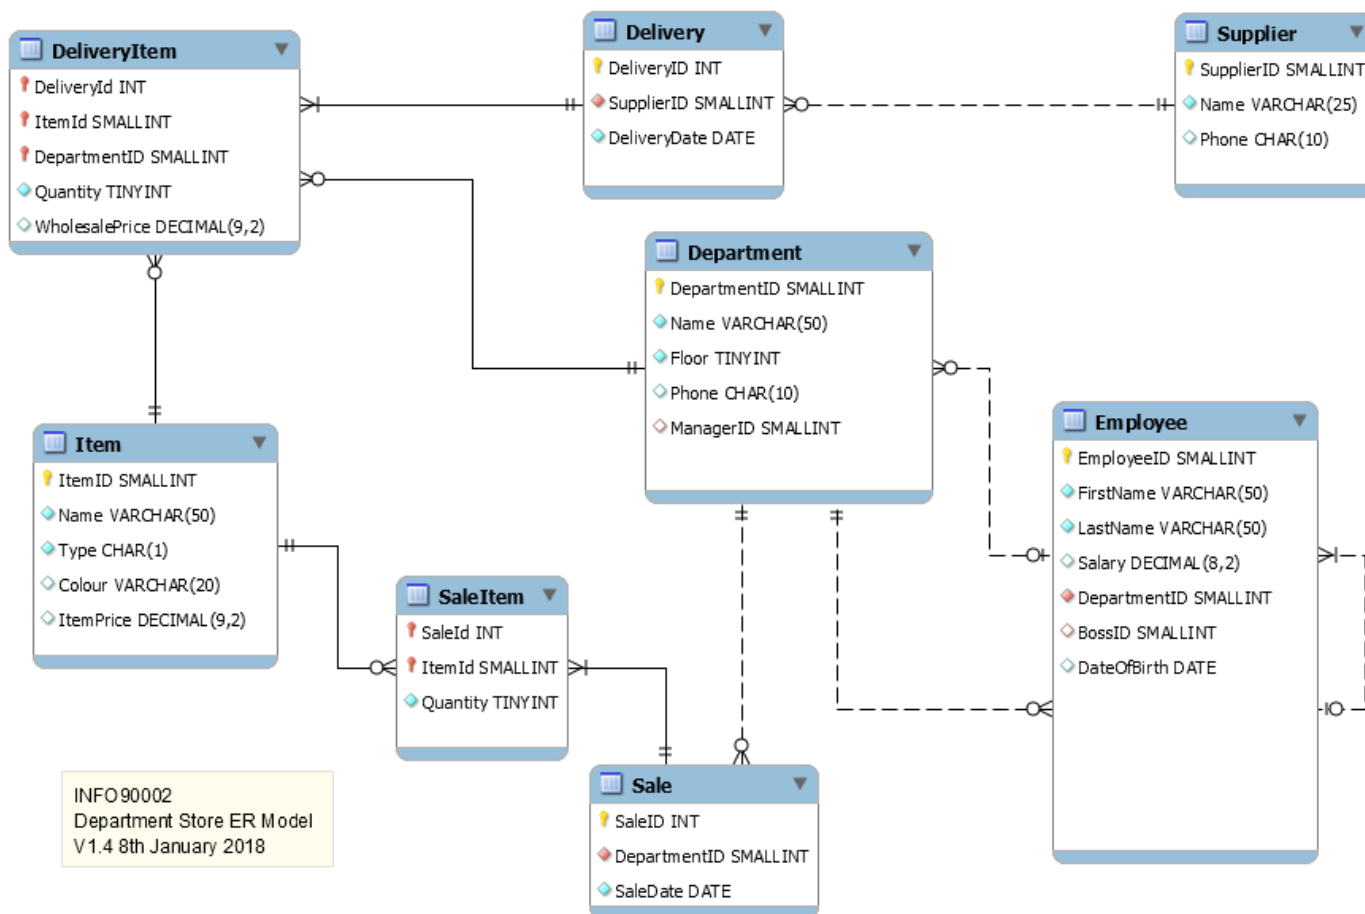 DeliveryItem
DeliveryId INT
ItemId SMALLINT
DepartmentID SMALLINT
Quantity TINYINT
WholesalePrice DECIMAL(9,2)
Delivery
DeliveryID INT
SupplierID SMALLINT
DeliveryDate DATE
Supplier
SupplierID SMALLINT
Name VARCHAR(25)
Phone CHAR(10)
Department
DepartmentID SMALLINT
Name VARCHAR(50)
Floor TINYINT
Phone CHAR(10)
ManagerID SMALLINT
Employee
EmployeeID SMALLINT
FirstName VARCHAR(50)
LastName VARCHAR(50)
Salary DECIMAL(8,2)
DepartmentID SMALLINT
BossID SMALLINT
DateOfBirth DATE
Item
ItemID SMALLINT
Name VARCHAR(50)
Type CHAR(1)
Colour VARCHAR(20)
ItemPrice DECIMAL(9,2)
SaleItem
SaleId INT
ItemId SMALLINT
Quantity TINYINT
Sale
SaleID INT
DepartmentID SMALLINT
SaleDate DATE
INFO90002
Department Store ER Model
V1.4 8th January 2018